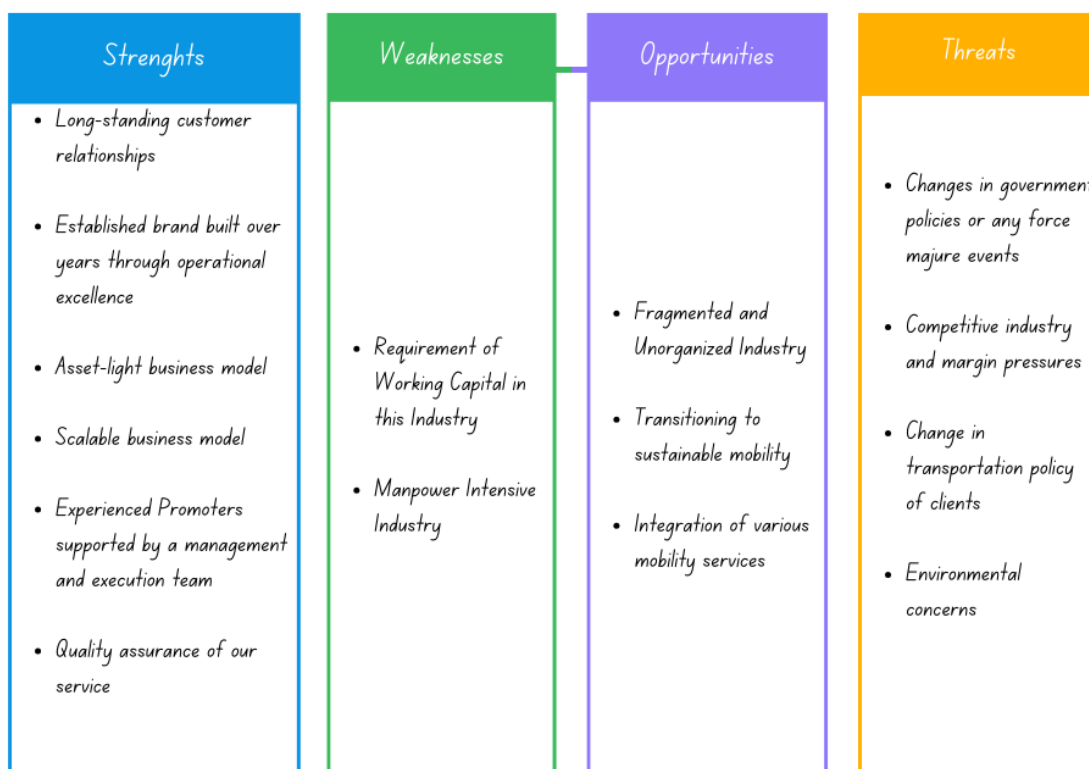 Strenghts
• Long-standing customer
relationships
• Established brand built over
years through operational
excellence
• Asset-light business model
• Scalable business model
• Experienced Promoters
supported by a management
and execution team
• Quality assurance of our
service
Weaknesses
• Requirement of
Working Capital in
this Industry
• Manpower Intensive
Industry
Opportunities
• Fragmented and
Unorganized Industry
• Transitioning to
sustainable mobility
• Integration of various
mobility services
Threats
• Changes in government
policies or any force
majure events
• Competitive industry
and margin pressures
• Change in
transportation policy
of clients
• Environmental
concerns